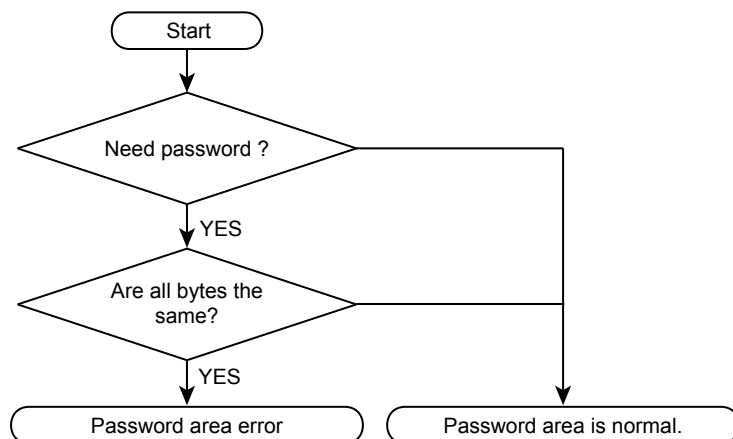 Start
Need password ?
YES
Are all bytes the
same?
YES
Password area error
Password area is normal.